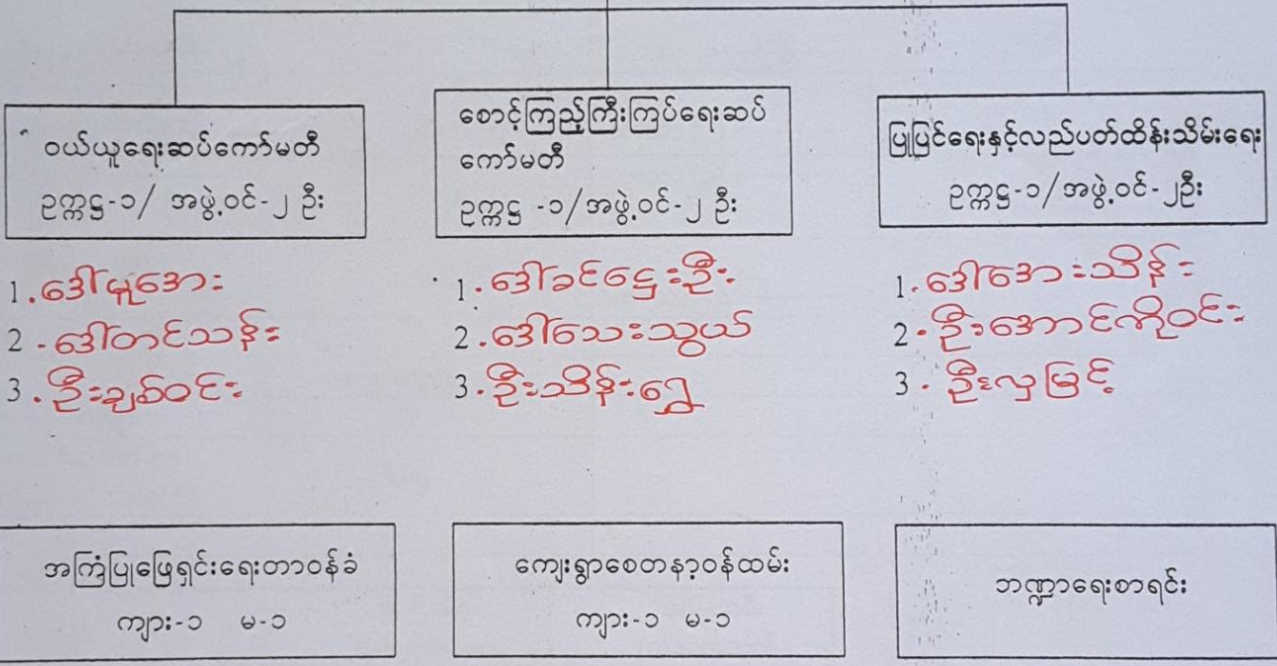 ဝယ်ယူရေးဆပ်ကော်မတီ
ဥက္ကဋ္ဌ-၁/ အဖွဲ့ဝင်-၂ ဦး
1. ဒေါ်မူအေး
2. ဒေါ်တင်သန်း
3. ဦးချစ်ဝင်း
စောင့်ကြည့်ကြီးကြပ်ရေးဆပ်
ကော်မတီ
ဥက္ကဋ္ဌ -၁/အဖွဲ့ဝင်-၂ ဦး
1. ဒေါ်ခင်ဌေးဦး
2. ဒေါ်သေးသွယ်
3. ဦးသိန်းရွှေ
ပြုပြင်ရေးနှင့်လည်ပတ်ထိန်းသိမ်းရေး
ဥက္ကဋ္ဌ-၁/အဖွဲ့ဝင်-၂ဦး
1. ဒေါ်အေးသိန်း
2. ဦးအောင်ကိုဝင်း
3. ဦးလှမြင့်
အကြံပြုဖြေရှင်းရေးတာဝန်ခံ
ကျား-၁ မ-၁
ကျေးရွာစေတနာ့ဝန်ထမ်း
ကျား-၁ မ-၁
ဘဏ္ဍာရေးစာရင်း